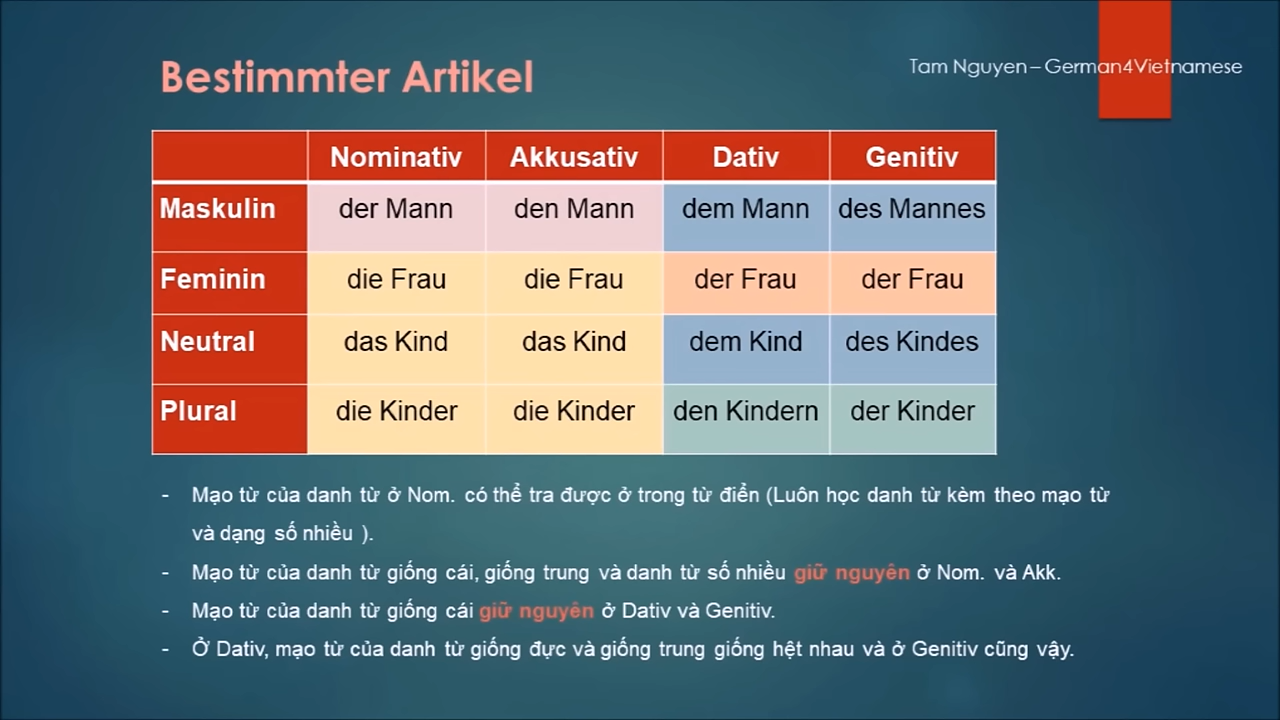 Tam Nguyen – German4Vietnamese
Bestimmter Artikel
Nominativ Akkusativ Dativ Genitiv
Maskulin der Mann den Mann dem Mann des Mannes
Feminin die Frau die Frau der Frau der Frau
Neutral das Kind das Kind dem Kind des Kindes
Plural die Kinder die Kinder den Kindern der Kinder
- Mạo từ của danh từ ở Nom. có thể tra được ở trong từ điển (Luôn học danh từ kèm theo mạo từ
và dạng số nhiều ).
- Mạo từ của danh từ giống cái, giống trung và danh từ số nhiều giữ nguyên ở Nom. và Akk.
- Mạo từ của danh từ giống cái giữ nguyên ở Dativ và Genitiv.
- Ở Dativ, mạo từ của danh từ giống đực và giống trung giống hệt nhau và ở Genitiv cũng vậy.